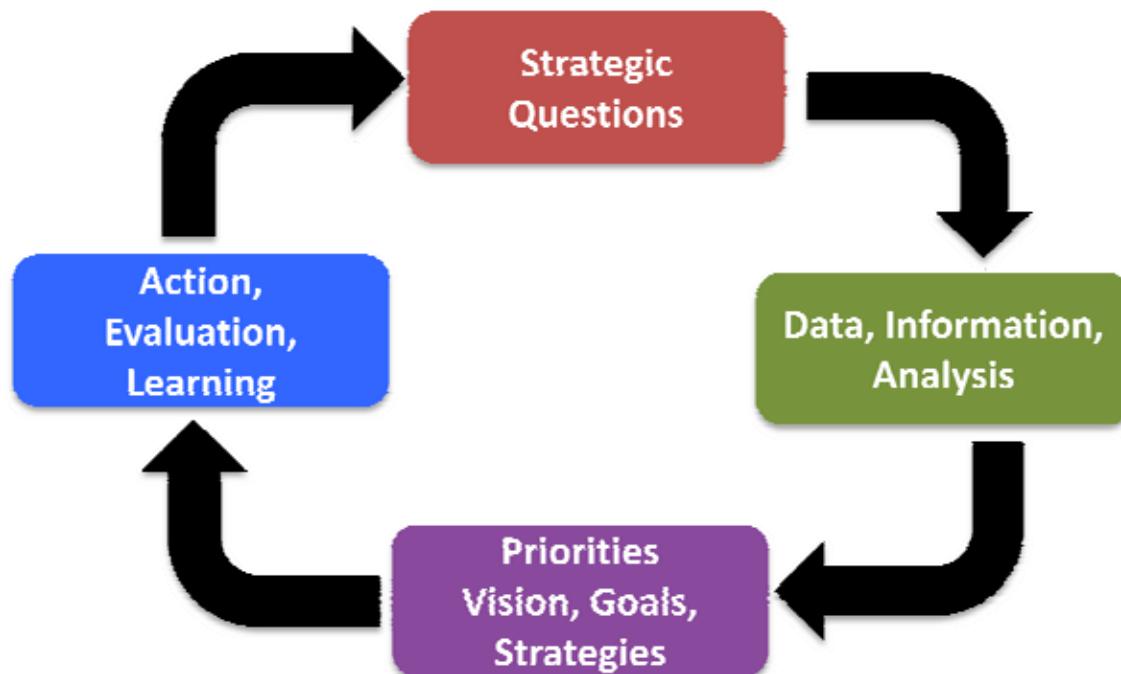 Strategic
Questions
Action,
Evaluation,
Learning
Data, Information,
Analysis
Priorities
Vision, Goals,
Strategies